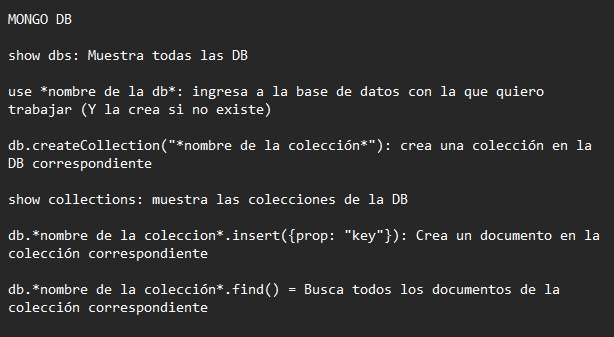 MONGO DB
show dbs: Muestra todas las DB
use *nombre de la db*: ingresa a la base de datos con la que quiero
trabajar (Y la crea si no existe)
db.createCollection("*nombre de la colección*"): crea una colección en la
DB correspondiente
show collections: muestra las colecciones de la DB
db.*nombre de la coleccion*.insert({prop: "key"}): Crea un documento en la
colección correspondiente
db.*nombre de la colección*.find() = Busca todos los documentos de la
colección correspondiente